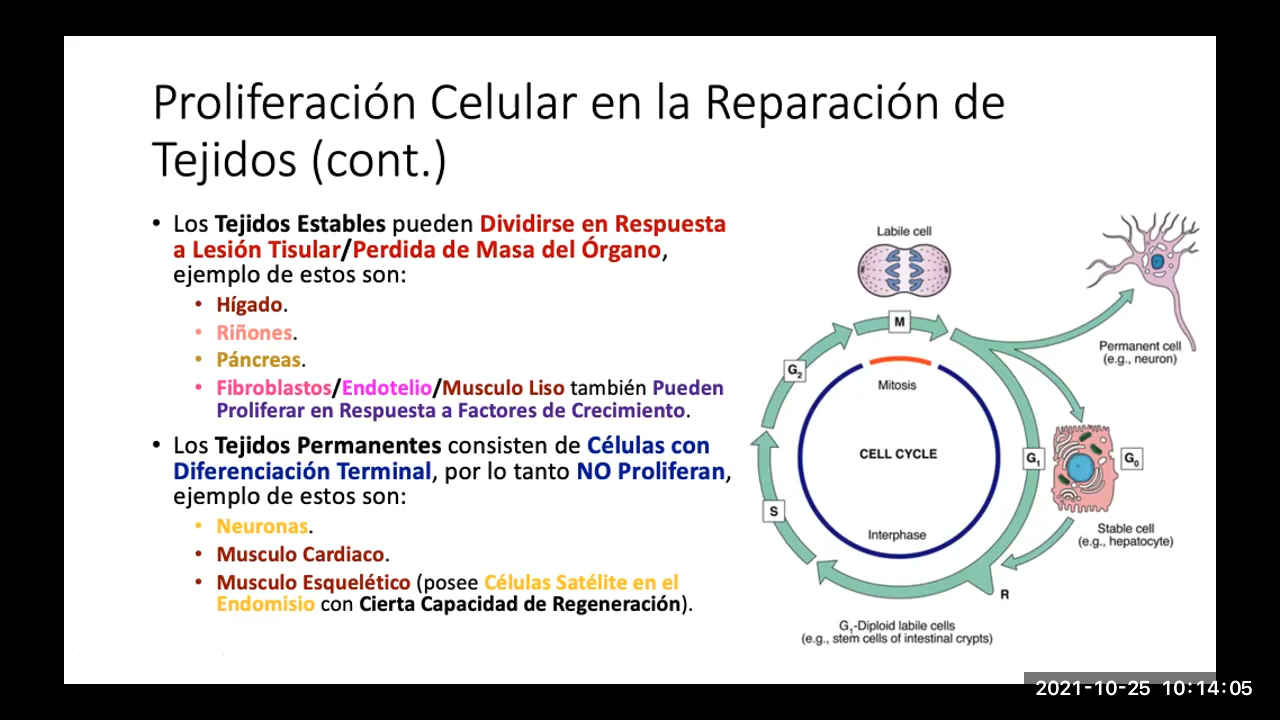 Proliferación Celular en la Reparación de
Tejidos (cont.)
• Los Tejidos Estables pueden Dividirse en Respuesta
a Lesión Tisular/Perdida de Masa del Órgano,
ejemplo de estos son:
• Hígado.
• Riñones.
• Páncreas.
• Fibroblastos/Endotelio/Musculo Liso también Pueden
Proliferar en Respuesta a Factores de Crecimiento.
• Los Tejidos Permanentes consisten de Células con
Diferenciación Terminal, por lo tanto NO Proliferan,
ejemplo de estos son:
• Neuronas.
• Musculo Cardiaco.
• Musculo Esquelético (posee Células Satélite en el
Endomisio con Cierta Capacidad de Regeneración).
Labile cell
M
G2
Mitosis
Permanent cell
(e.g., neuron)
CELL CYCLE
G1
G0
S
Interphase
Stable cell
(e.g., hepatocyte)
R
G1-Diploid labile cells
(e.g., stem cells of intestinal crypts)
2021-10-25 10:14:05